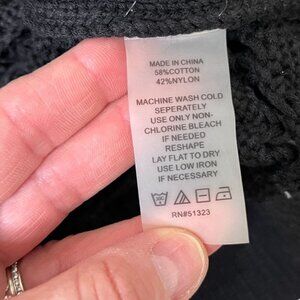 MADE IN CHINA
58%COTTON
42%NYLON
MACHINE WASH COLD
SEPERATELY
USE ONLY NON-
CHLORINE BLEACH
IF NEEDED
RESHAPE
LAY FLAT TO DRY
USE LOW IRON
IF NECESSARY
RN#51323